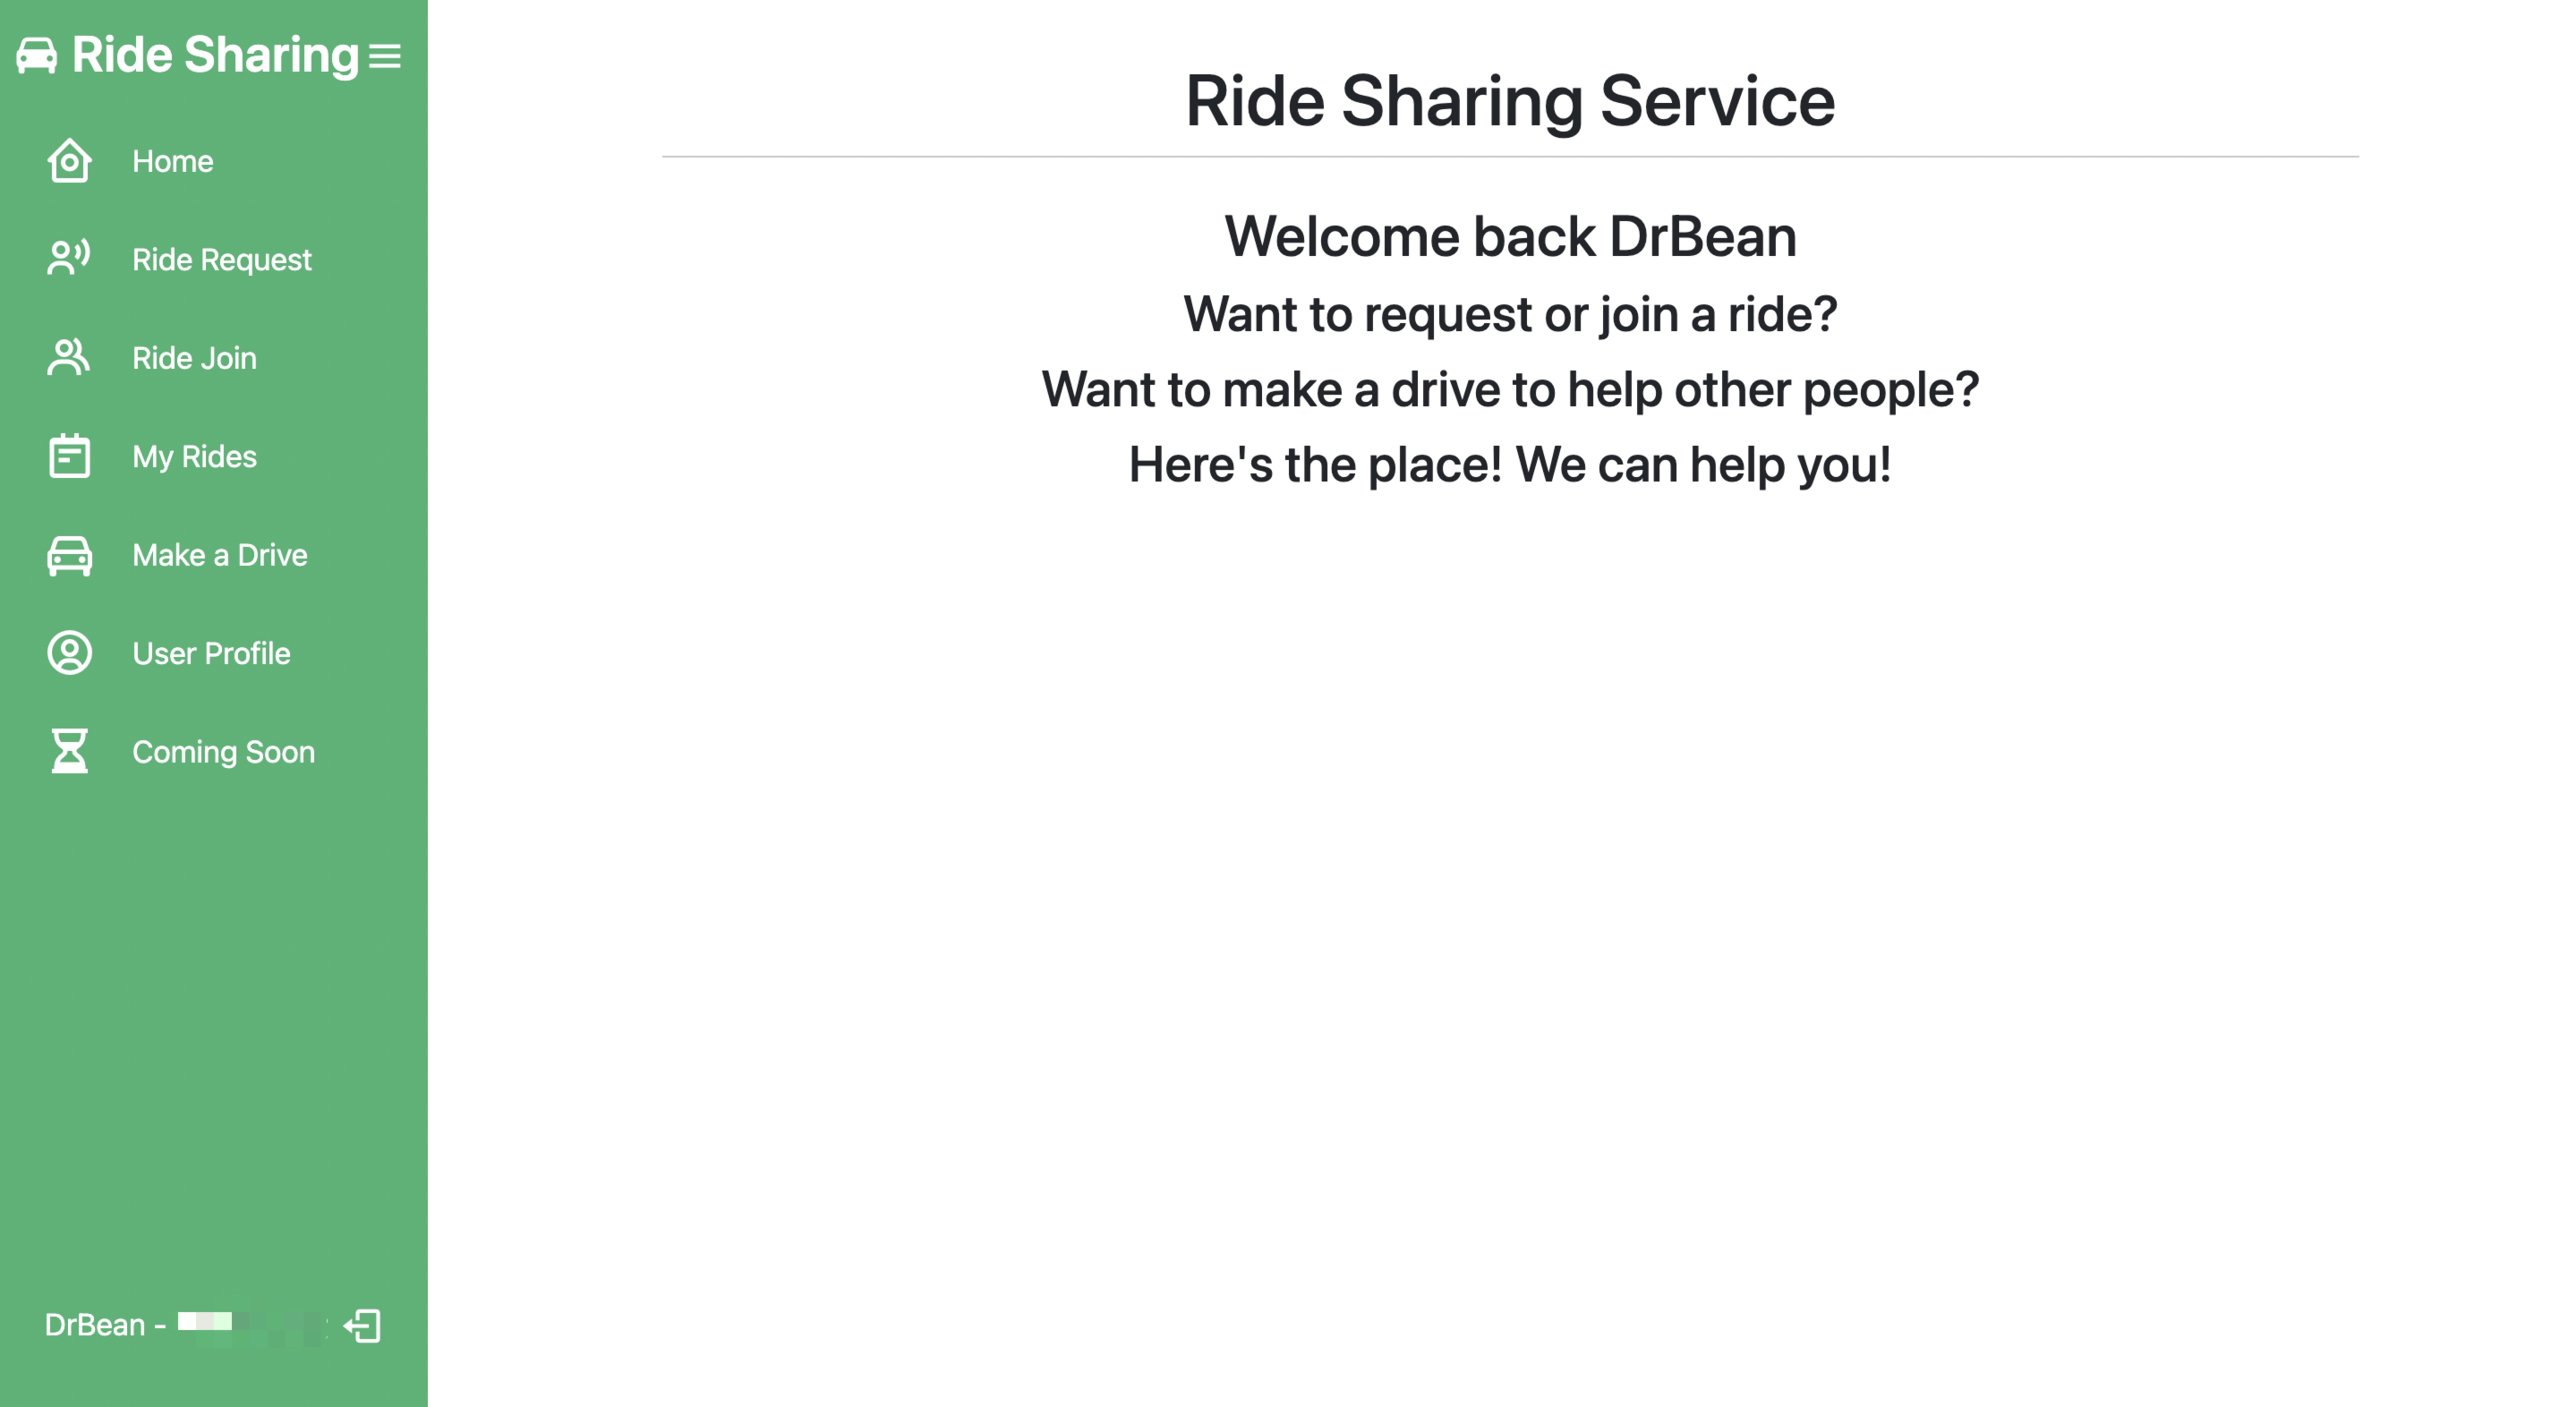 Ride Sharing
Home
Ride Request
Ride Join
My Rides
Make a Drive
User Profile
Coming Soon
DrBean -
Ride Sharing Service
Welcome back DrBean
Want to request or join a ride?
Want to make a drive to help other people?
Here's the place! We can help you!